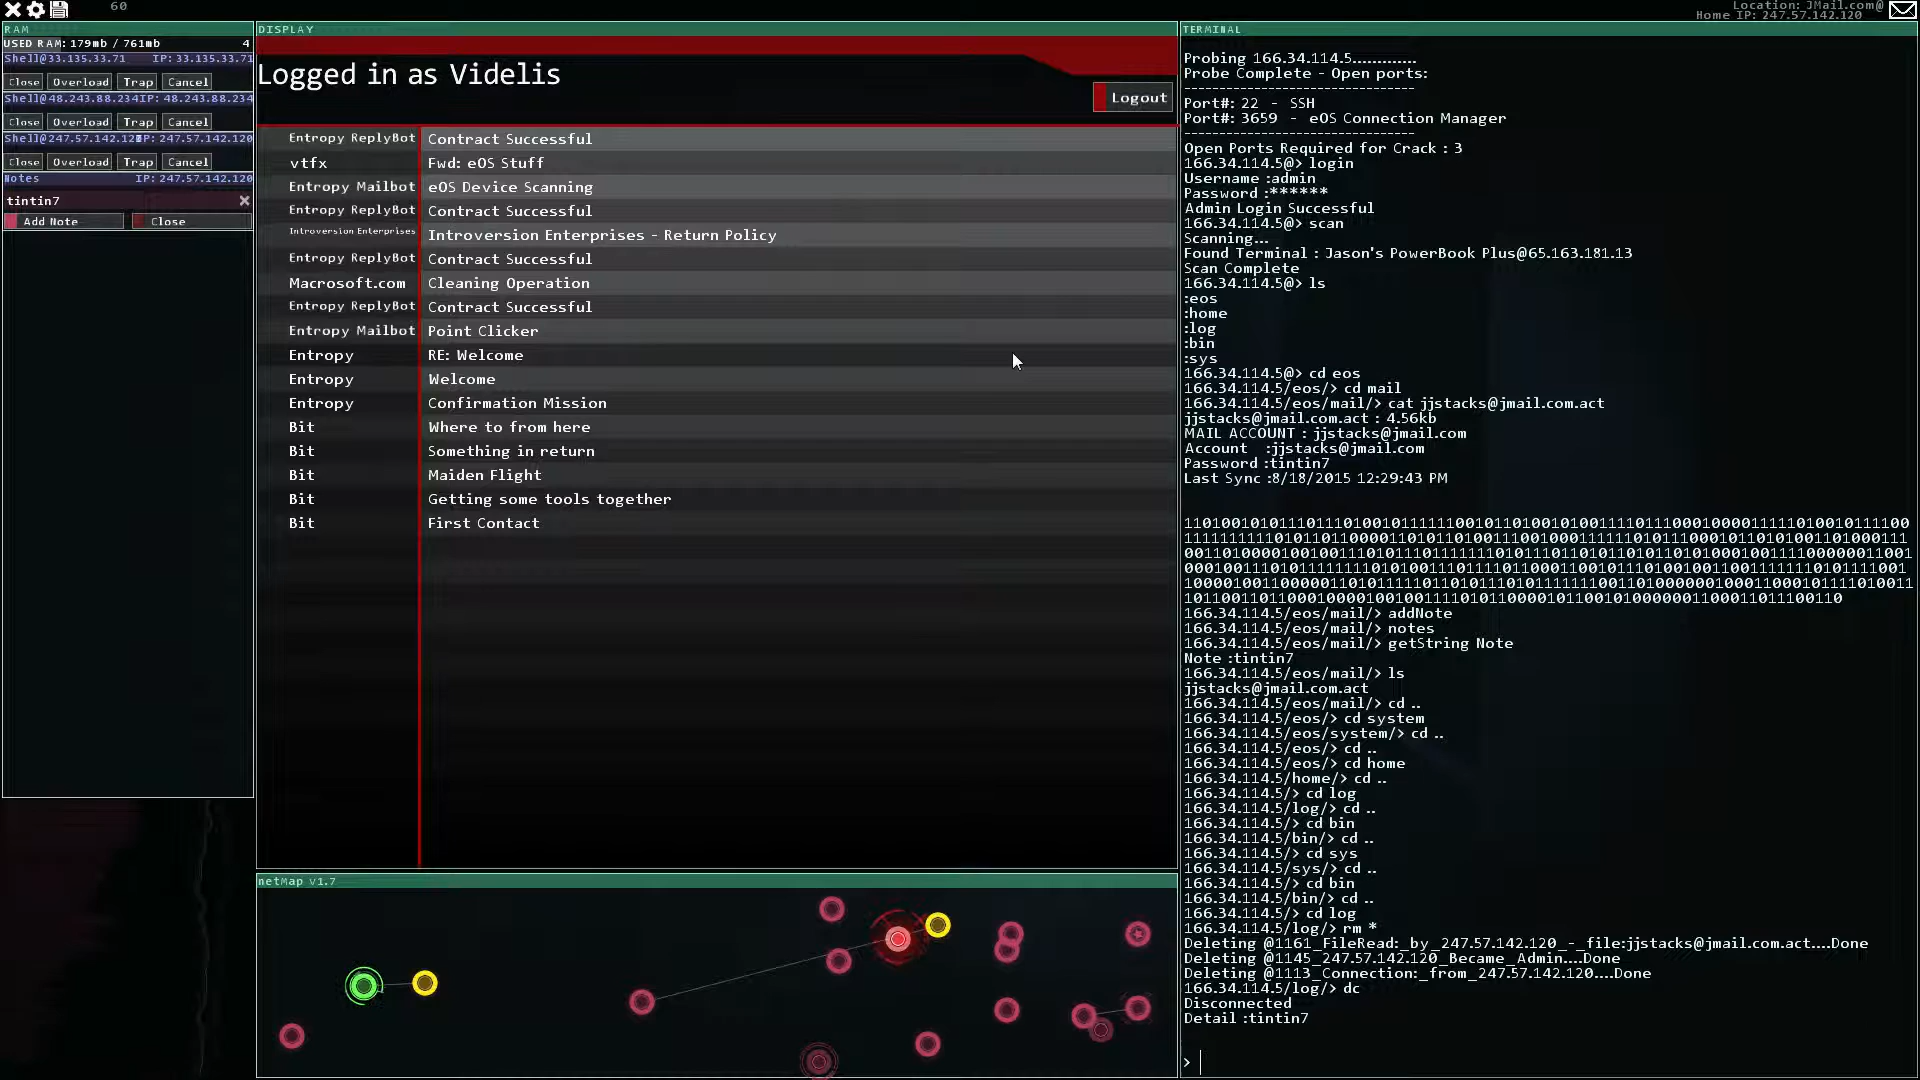 60
Location: JMail.com@
Home IP: 247.57.142.120
RAM
USED RAM: 179mb / 761mb 4
Shell@33.135.33.71 IP: 33.135.33.71
Close Overload Trap Cancel
Shell@48.243.88.234IP: 48.243.88.234
Close Overload Trap Cancel
Shell@247.57.142.120IP: 247.57.142.120
Close Overload Trap Cancel
Notes IP: 247.57.142.120
tintin7
Add Note Close
DISPLAY
Logged in as Videlis
Logout
Entropy ReplyBot Contract Successful
vtfx Fwd: eOS Stuff
Entropy Mailbot eOS Device Scanning
Entropy ReplyBot Contract Successful
Introversion Enterprises Introversion Enterprises - Return Policy
Entropy ReplyBot Contract Successful
Macrosoft.com Cleaning Operation
Entropy ReplyBot Contract Successful
Entropy Mailbot Point Clicker
Entropy RE: Welcome
Entropy Welcome
Entropy Confirmation Mission
Bit Where to from here
Bit Something in return
Bit Maiden Flight
Bit Getting some tools together
Bit First Contact
netMap v1.7
TERMINAL
Probing 166.34.114.5.............
Probe Complete - Open ports:
---------------------------------
Port#: 22 - SSH
Port#: 3659 - eOS Connection Manager
---------------------------------
Open Ports Required for Crack : 3
166.34.114.5@> login
Username :admin
Password :******
Admin Login Successful
166.34.114.5@> scan
Scanning...
Found Terminal : Jason's PowerBook Plus@65.163.181.13
Scan Complete
166.34.114.5@> ls
:eos
:home
:log
:bin
:sys
166.34.114.5@> cd eos
166.34.114.5/eos/> cd mail
166.34.114.5/eos/mail/> cat jjstacks@jmail.com.act
jjstacks@jmail.com.act : 4.56kb
MAIL ACCOUNT : jjstacks@jmail.com
Account  :jjstacks@jmail.com
Password :tintin7
Last Sync :8/18/2015 12:29:43 PM
166.34.114.5/eos/mail/> addNote
166.34.114.5/eos/mail/> notes
166.34.114.5/eos/mail/> getString Note
Note :tintin7
166.34.114.5/eos/mail/> ls
jjstacks@jmail.com.act
166.34.114.5/eos/mail/> cd ..
166.34.114.5/eos/> cd system
166.34.114.5/eos/system/> cd ..
166.34.114.5/eos/> cd ..
166.34.114.5/eos/> cd home
166.34.114.5/home/> cd ..
166.34.114.5/> cd log
166.34.114.5/log/> cd ..
166.34.114.5/> cd bin
166.34.114.5/bin/> cd ..
166.34.114.5/> cd sys
166.34.114.5/sys/> cd ..
166.34.114.5/> cd bin
166.34.114.5/bin/> cd ..
166.34.114.5/> cd log
166.34.114.5/log/> rm *
Deleting @1161_FileRead:_by_247.57.142.120_-_file:jjstacks@jmail.com.act....Done
Deleting @1145_247.57.142.120_Became_Admin....Done
Deleting @1113_Connection:_from_247.57.142.120....Done
166.34.114.5/log/> dc
Disconnected
Detail :tintin7
>